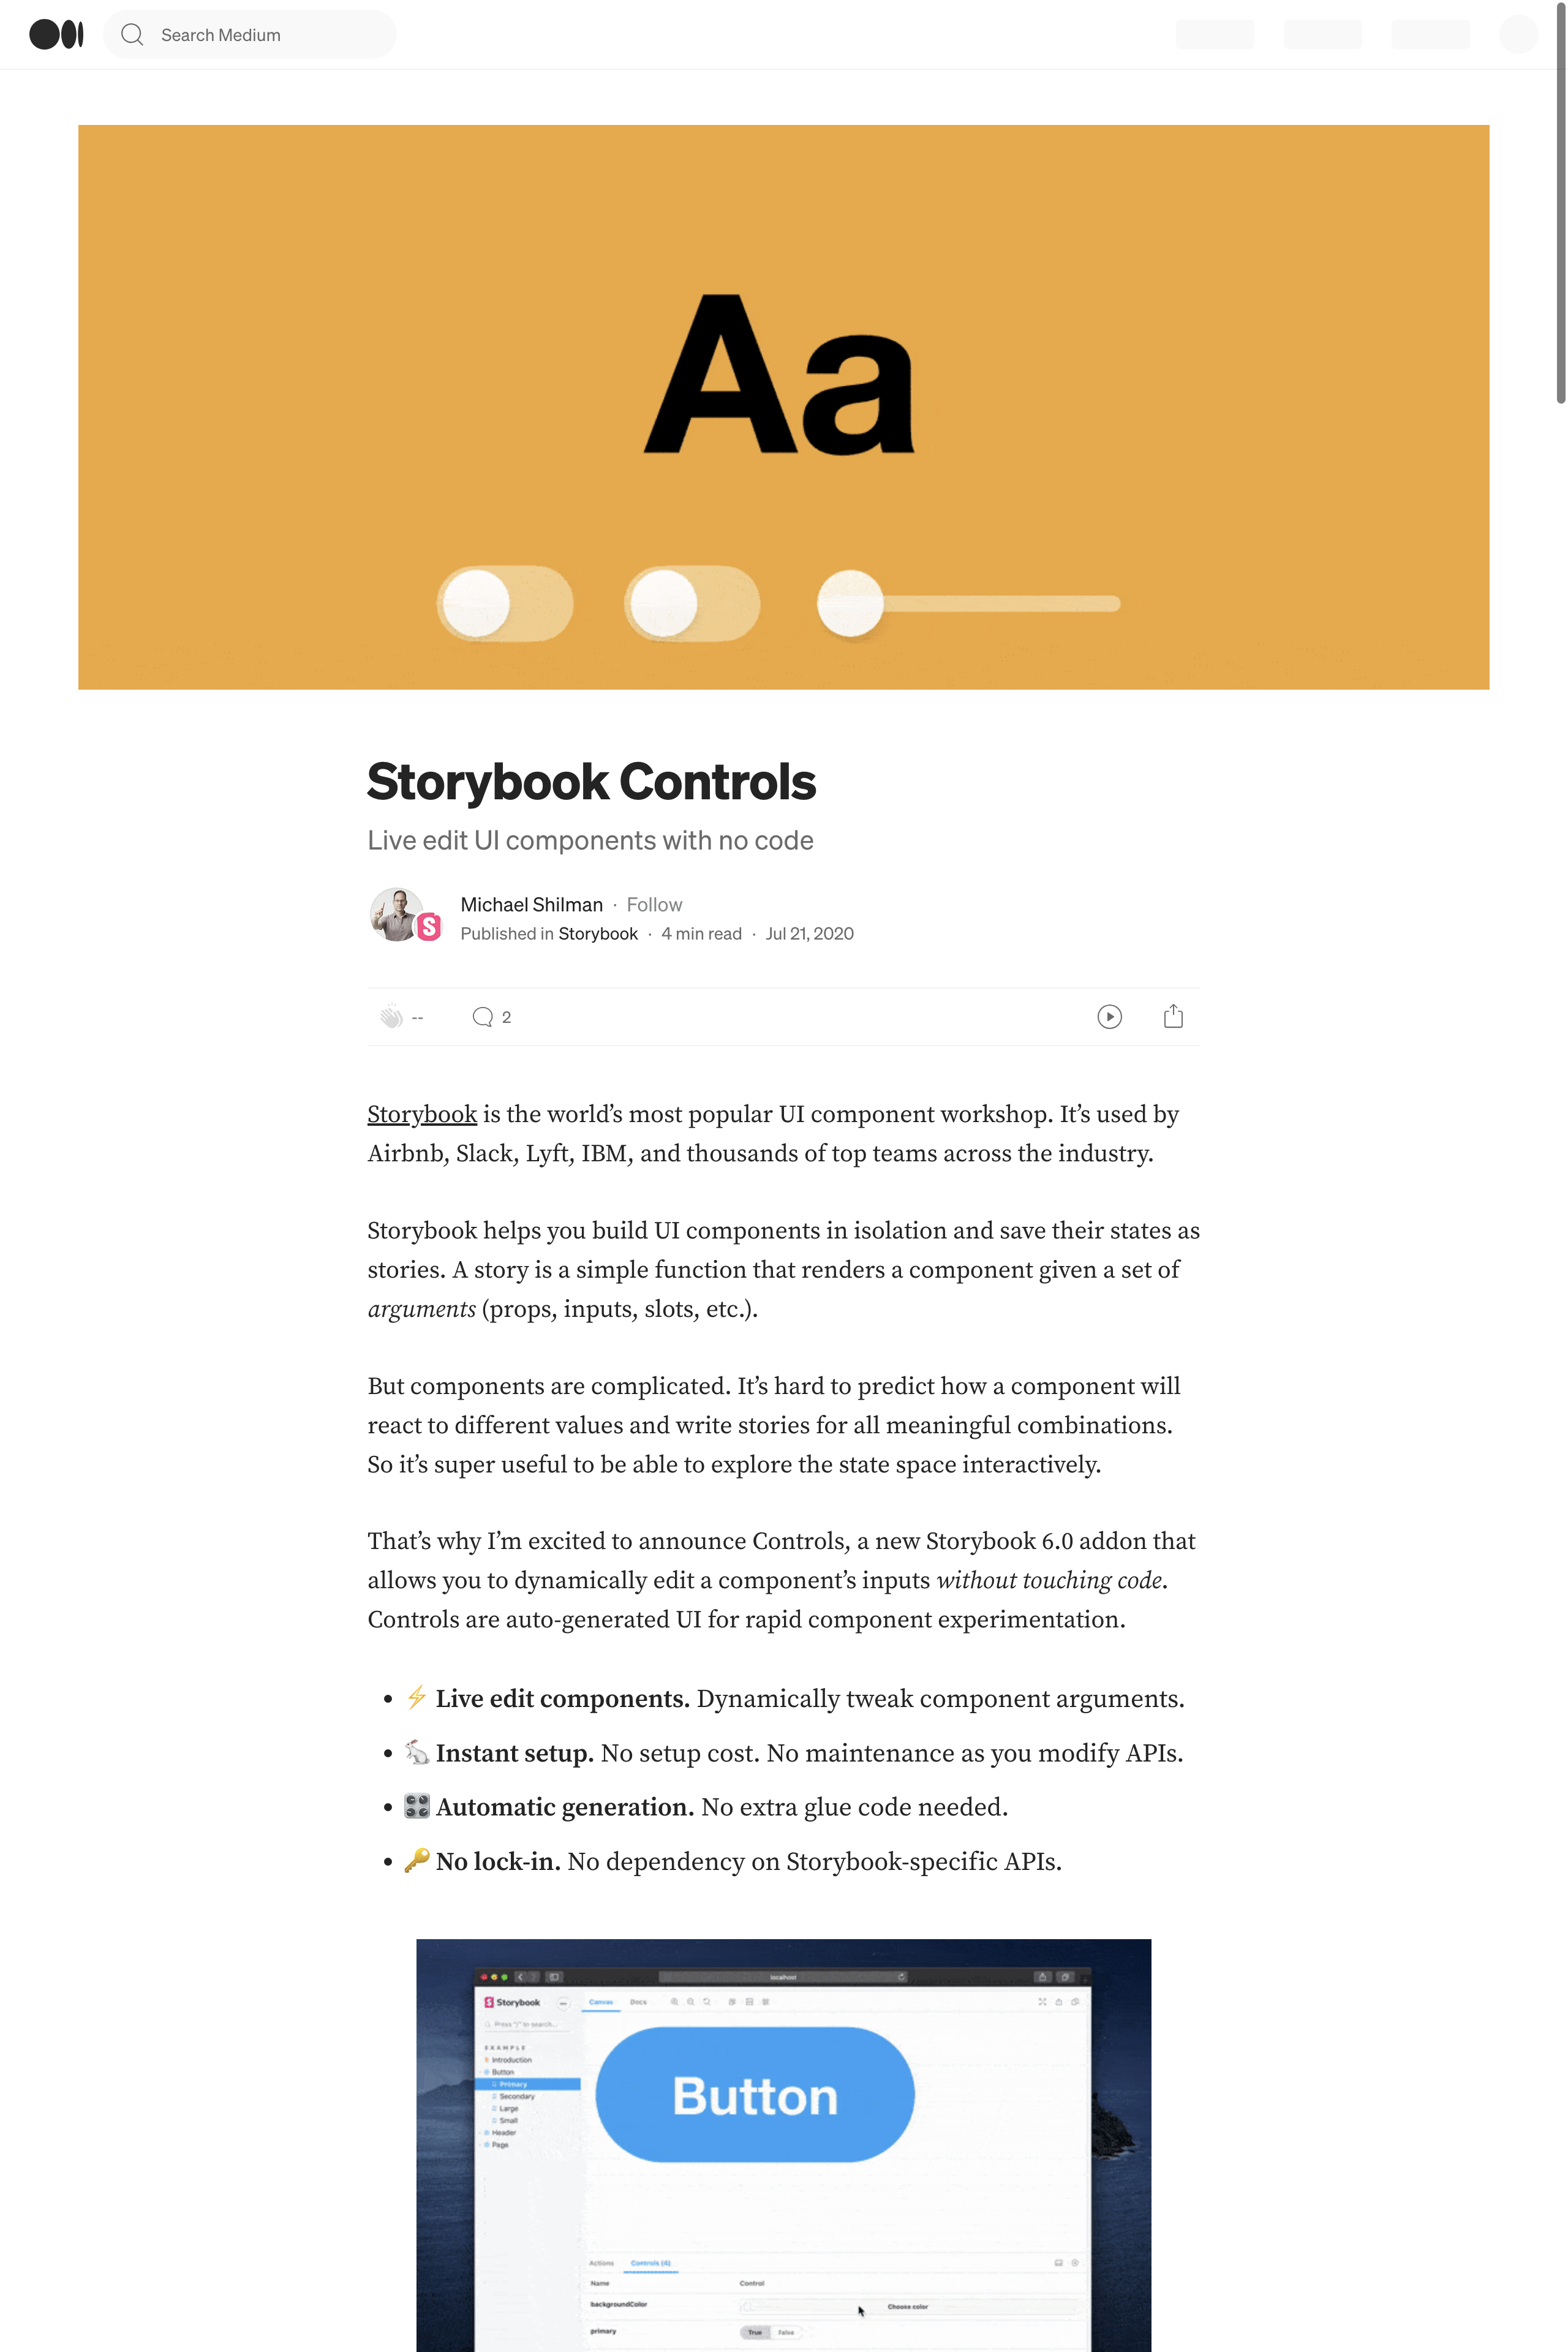 Search Medium
Aa
Storybook Controls
Live edit UI components with no code
Michael Shilman · Follow
Published in Storybook · 4 min read · Jul 21, 2020
-- 2
Storybook is the world’s most popular UI component workshop. It’s used by
Airbnb, Slack, Lyft, IBM, and thousands of top teams across the industry.
Storybook helps you build UI components in isolation and save their states as
stories. A story is a simple function that renders a component given a set of
arguments (props, inputs, slots, etc.).
But components are complicated. It’s hard to predict how a component will
react to different values and write stories for all meaningful combinations.
So it’s super useful to be able to explore the state space interactively.
That’s why I’m excited to announce Controls, a new Storybook 6.0 addon that
allows you to dynamically edit a component’s inputs without touching code.
Controls are auto-generated UI for rapid component experimentation.
• ⚡ Live edit components. Dynamically tweak component arguments.
• 🐇 Instant setup. No setup cost. No maintenance as you modify APIs.
• 🎛 Automatic generation. No extra glue code needed.
• 🔑 No lock-in. No dependency on Storybook-specific APIs.
localhost
Storybook
Canvas Docs
Press "/" to search...
EXAMPLE
Introduction
Button
Primary
Secondary
Large
Small
Header
Page
Button
Actions Controls (4)
Name Control
backgroundColor Choose color
primary True False